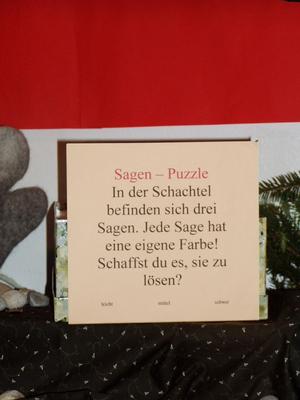 Sagen – Puzzle
In der Schachtel
befinden sich drei
Sagen. Jede Sage hat
eine eigene Farbe!
Schaffst du es, sie zu
lösen?
leicht mittel schwer